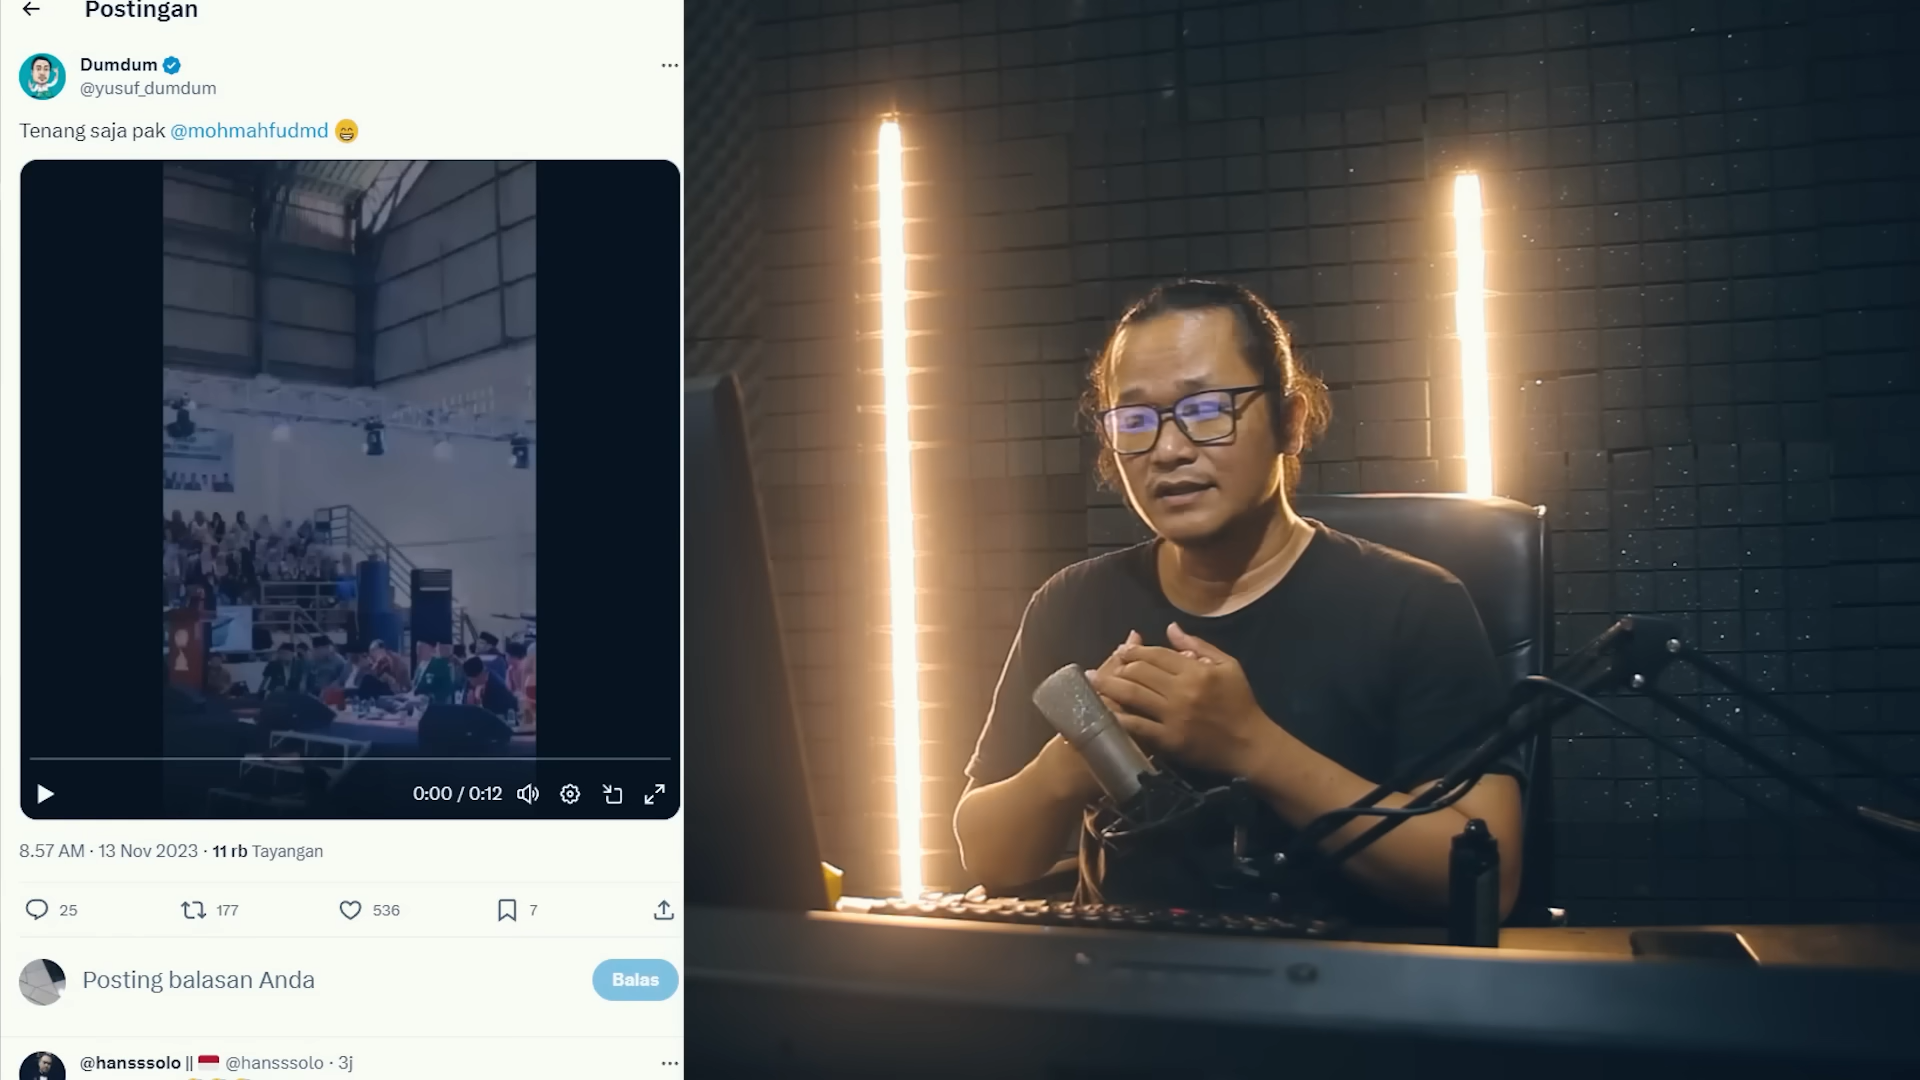 Postingan
Dumdum
@yusuf_dumdum
Tenang saja pak @mohmahfudmd 😄
0:00 / 0:12
8.57 AM · 13 Nov 2023 · 11 rb Tayangan
25 177 536 7
Posting balasan Anda
Balas
@hansssolo || 🇮🇩 @hansssolo · 3j